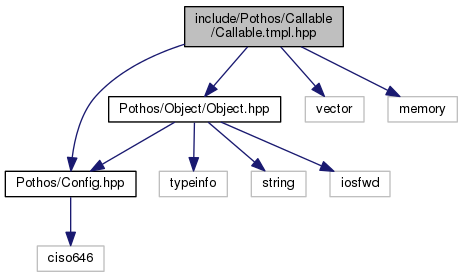 include/Pothos/Callable
/Callable.tmpl.hpp
Pothos/Object/Object.hpp
vector
memory
Pothos/Config.hpp
typeinfo
string
iosfwd
ciso646